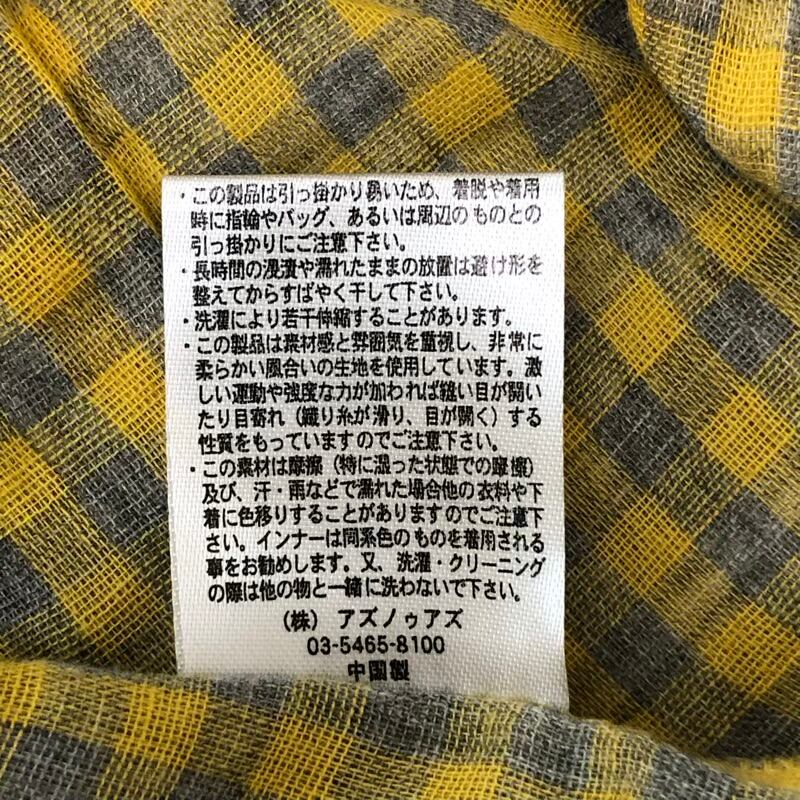 ・この製品は引っ掛かり易いため、着脱や着用
時に指輪やバッグ、あるいは周辺のものとの
引っ掛かりにご注意下さい。
・長時間の浸漬や濡れたままの放置は避け形を
整えてからすばやく干して下さい。
・洗濯により若干伸縮することがあります。
・この製品は素材感と雰囲気を重視し、非常に
柔らかい風合いの生地を使用しています。激
しい運動や強度な力が加われば縫い目が開い
たり目寄れ（織り糸が滑り、目が開く）する
性質をもっていますのでご注意下さい。
・この素材は摩擦（特に湿った状態での摩擦）
及び、汗・雨などで濡れた場合他の衣料や下
着に色移りすることがありますのでご注意下
さい。インナーは同系色のものを着用される
事をお勧めします。又、洗濯・クリーニング
の際は他の物と一緒に洗わないで下さい。
（株）アズノゥアズ
03-5465-8100
中国製